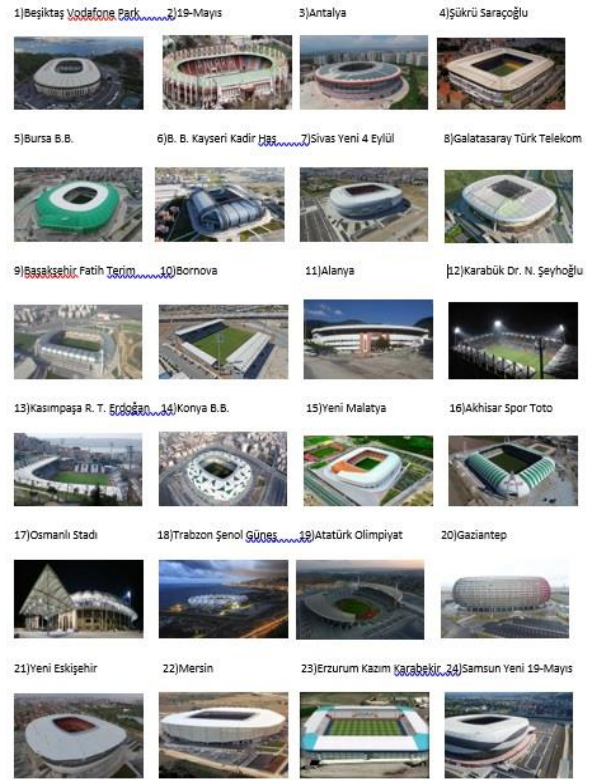 1)Beşiktaş Vodafone Park 2)19-Mayıs 3)Antalya 4)Şükrü Saraçoğlu
5)Bursa B.B. 6)B. B. Kayseri Kadir Has 7)Sivas Yeni 4 Eylül 8)Galatasaray Türk Telekom
9)Başakşehir Fatih Terim 10)Bornova 11)Alanya 12)Karabük Dr. N. Şeyhoğlu
13)Kasımpaşa R. T. Erdoğan 14)Konya B.B. 15)Yeni Malatya 16)Akhisar Spor Toto
17)Osmanlı Stadı 18)Trabzon Şenol Güneş 19)Atatürk Olimpiyat 20)Gaziantep
21)Yeni Eskişehir 22)Mersin 23)Erzurum Kazım Karabekir 24)Samsun Yeni 19-Mayıs